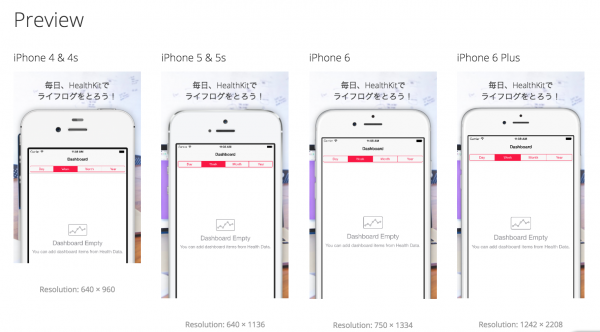 Preview
iPhone 4 & 4s
毎日、HealthKitで
ライフログをとろう！
Dashboard
Day Week Month Year
Dashboard Empty
You can add dashboard items from Health Data.
Resolution: 640 × 960
iPhone 5 & 5s
毎日、HealthKitで
ライフログをとろう！
Dashboard
Day Week Month Year
Dashboard Empty
You can add dashboard items from Health Data.
Resolution: 640 × 1136
iPhone 6
毎日、HealthKitで
ライフログをとろう！
Dashboard
Day Week Month Year
Dashboard Empty
You can add dashboard items from Health Data.
Resolution: 750 × 1334
iPhone 6 Plus
毎日、HealthKitで
ライフログをとろう！
Dashboard
Day Week Month Year
Dashboard Empty
You can add dashboard items from Health Data.
Resolution: 1242 × 2208